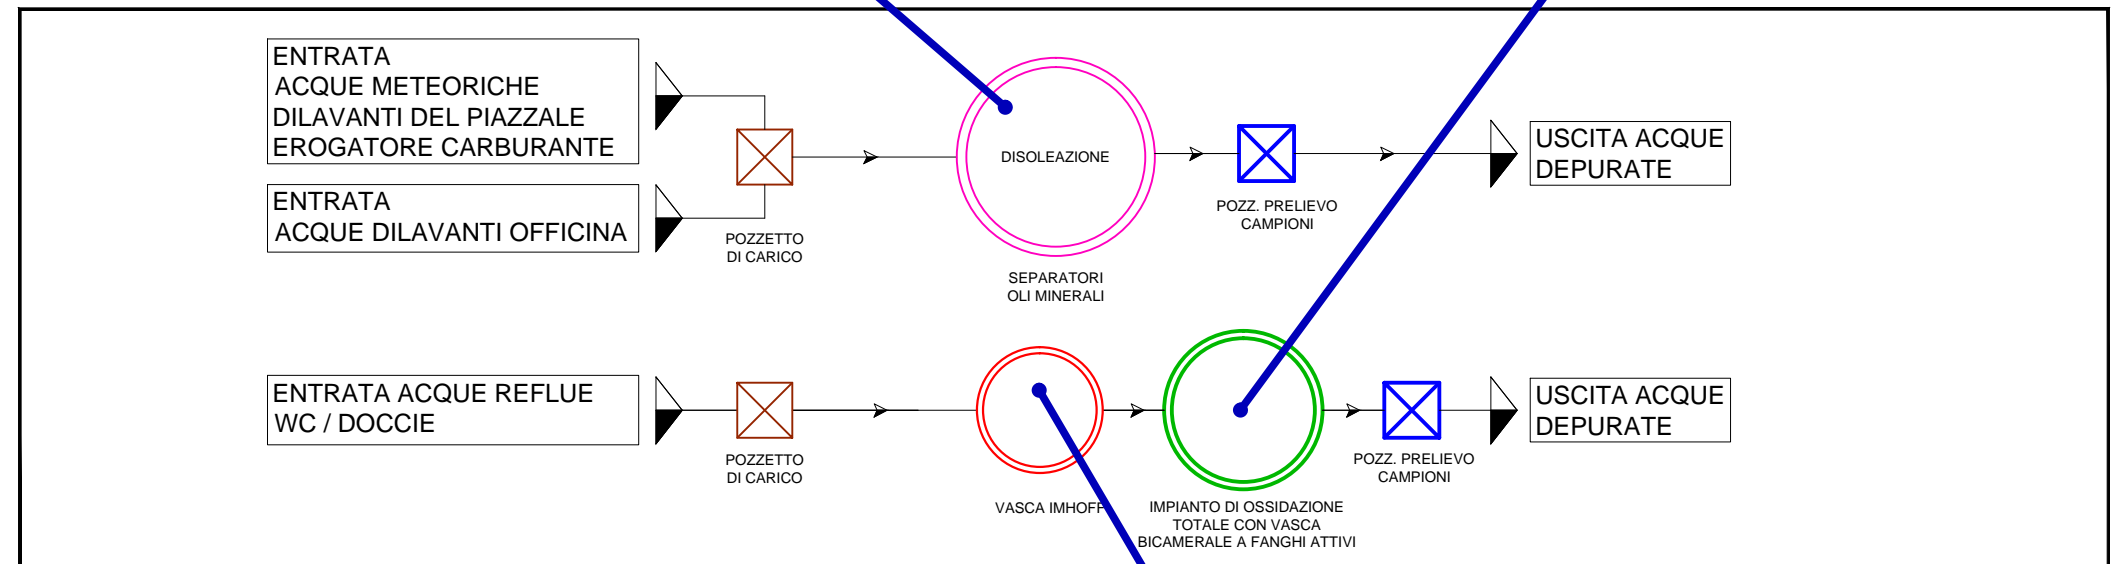 ENTRATA
ACQUE METEORICHE
DILAVANTI DEL PIAZZALE
EROGATORE CARBURANTE
ENTRATA
ACQUE DILAVANTI OFFICINA
POZZETTO
DI CARICO
DISOLEAZIONE
SEPARATORI
OLI MINERALI
POZZ. PRELIEVO
CAMPIONI
USCITA ACQUE
DEPURATE
ENTRATA ACQUE REFLUE
WC / DOCCIE
POZZETTO
DI CARICO
VASCA IMHOFF
IMPIANTO DI OSSIDAZIONE
TOTALE CON VASCA
BICAMERALE A FANGHI ATTIVI
POZZ. PRELIEVO
CAMPIONI
USCITA ACQUE
DEPURATE